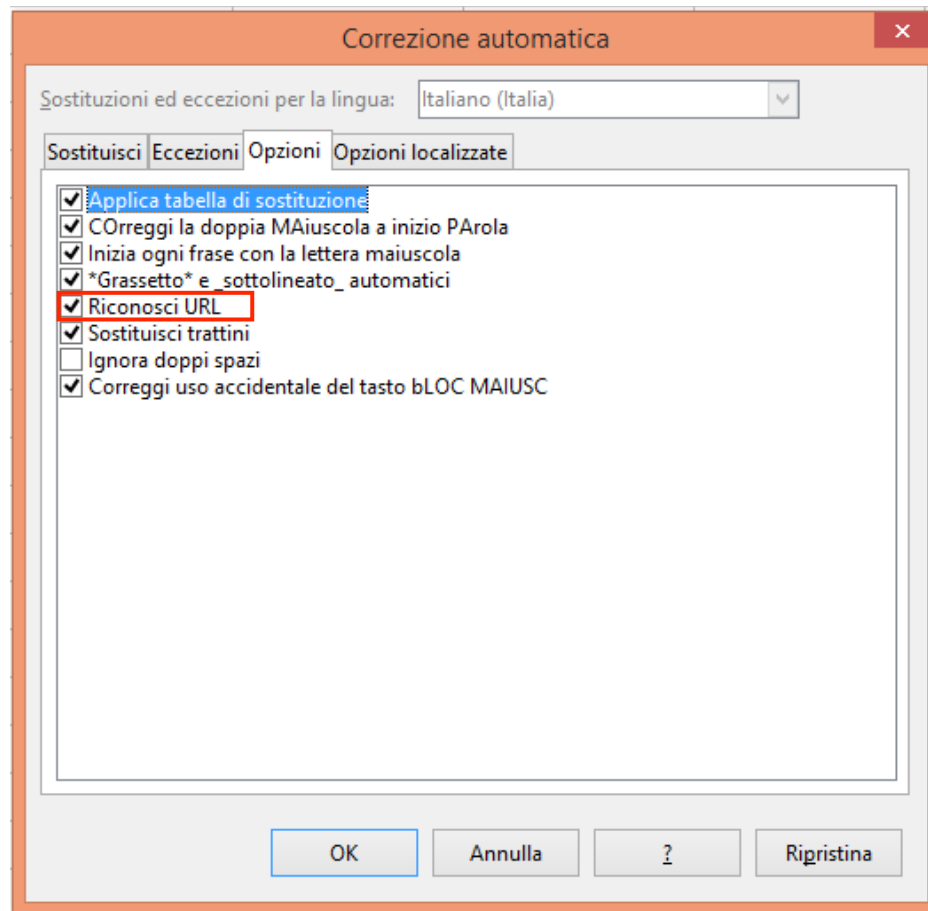 Correzione automatica
Sostituzioni ed eccezioni per la lingua: Italiano (Italia)
Sostituisci Eccezioni Opzioni Opzioni localizzate
Applica tabella di sostituzione
COrreggi la doppia MAiuscola a inizio PArola
Inizia ogni frase con la lettera maiuscola
*Grassetto* e _sottolineato_ automatici
Riconosci URL
Sostituisci trattini
Ignora doppi spazi
Correggi uso accidentale del tasto bLOC MAIUSC
OK Annulla ? Ripristina